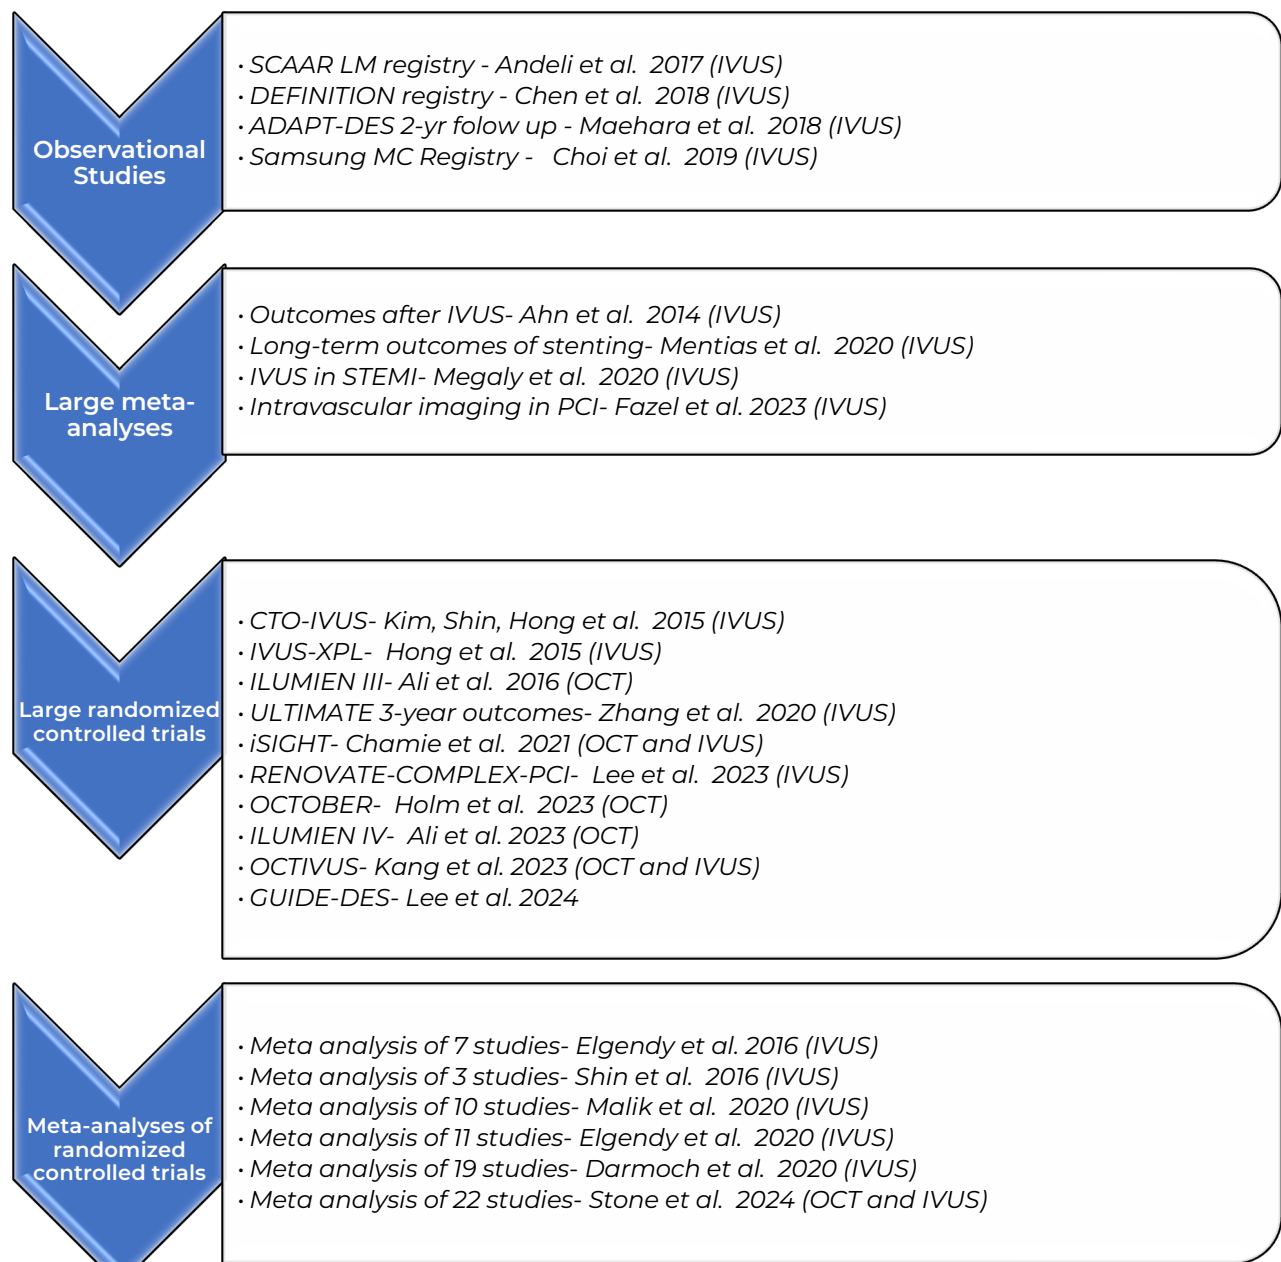 Observational
Studies
· SCAAR LM registry - Andeli et al. 2017 (IVUS)
· DEFINITION registry - Chen et al. 2018 (IVUS)
· ADAPT-DES 2-yr folow up - Maehara et al. 2018 (IVUS)
· Samsung MC Registry - Choi et al. 2019 (IVUS)
Large meta-
analyses
· Outcomes after IVUS- Ahn et al. 2014 (IVUS)
· Long-term outcomes of stenting- Mentias et al. 2020 (IVUS)
· IVUS in STEMI- Megaly et al. 2020 (IVUS)
· Intravascular imaging in PCI- Fazel et al. 2023 (IVUS)
Large randomized
controlled trials
· CTO-IVUS- Kim, Shin, Hong et al. 2015 (IVUS)
· IVUS-XPL- Hong et al. 2015 (IVUS)
· ILUMIEN III- Ali et al. 2016 (OCT)
· ULTIMATE 3-year outcomes- Zhang et al. 2020 (IVUS)
· iSIGHT- Chamie et al. 2021 (OCT and IVUS)
· RENOVATE-COMPLEX-PCI- Lee et al. 2023 (IVUS)
· OCTOBER- Holm et al. 2023 (OCT)
· ILUMIEN IV- Ali et al. 2023 (OCT)
· OCTIVUS- Kang et al. 2023 (OCT and IVUS)
· GUIDE-DES- Lee et al. 2024
Meta-analyses of
randomized
controlled trials
· Meta analysis of 7 studies- Elgendy et al. 2016 (IVUS)
· Meta analysis of 3 studies- Shin et al. 2016 (IVUS)
· Meta analysis of 10 studies- Malik et al. 2020 (IVUS)
· Meta analysis of 11 studies- Elgendy et al. 2020 (IVUS)
· Meta analysis of 19 studies- Darmoch et al. 2020 (IVUS)
· Meta analysis of 22 studies- Stone et al. 2024 (OCT and IVUS)